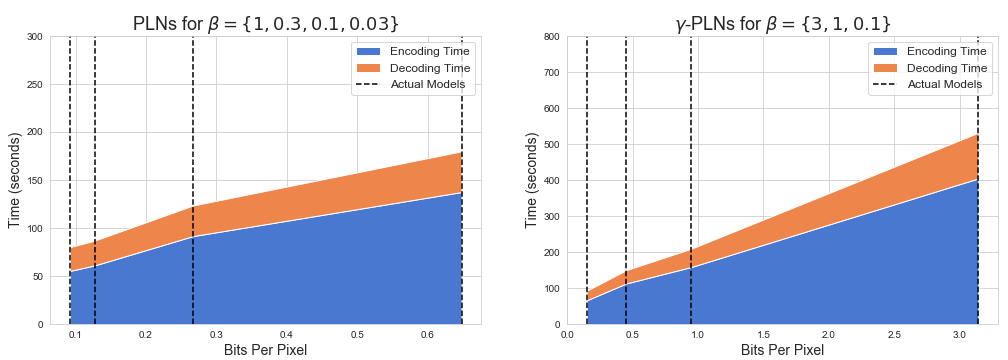 PLNs for β = {1, 0.3, 0.1, 0.03}
300
250
200
150
100
50
0
Time (seconds)
Encoding Time
Decoding Time
Actual Models
0.1 0.2 0.3 0.4 0.5 0.6
Bits Per Pixel
γ-PLNs for β = {3, 1, 0.1}
800
700
600
500
400
300
200
100
0
Time (seconds)
Encoding Time
Decoding Time
Actual Models
0.0 0.5 1.0 1.5 2.0 2.5 3.0
Bits Per Pixel